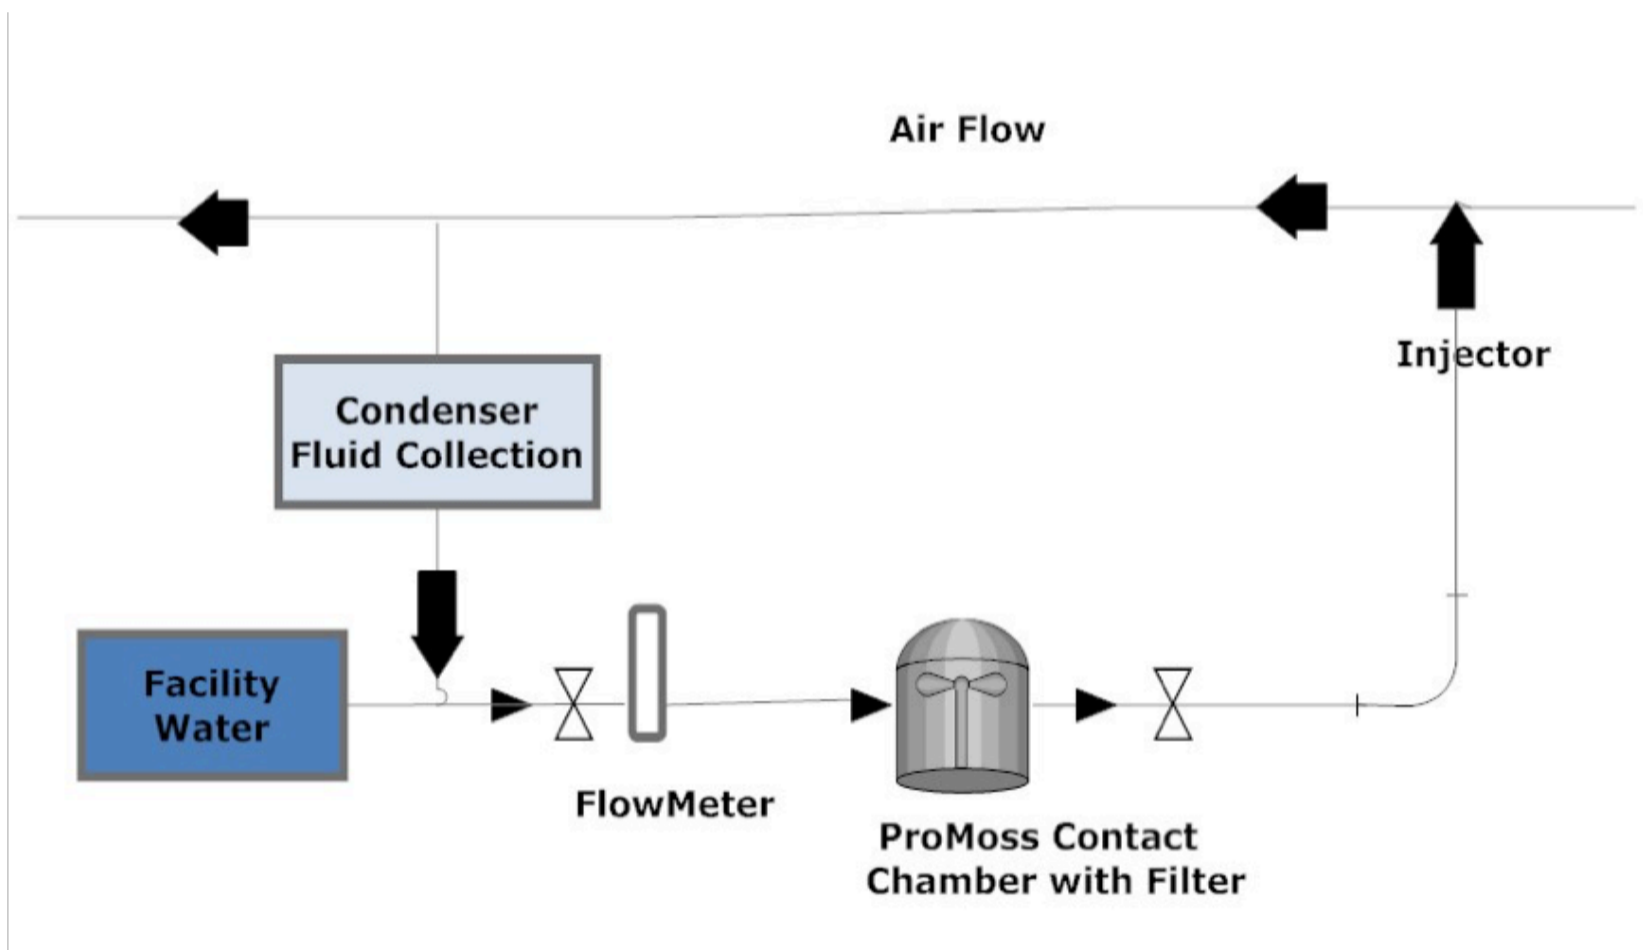 Air Flow
Injector
Condenser
Fluid Collection
Facility
Water
FlowMeter
ProMoss Contact
Chamber with Filter